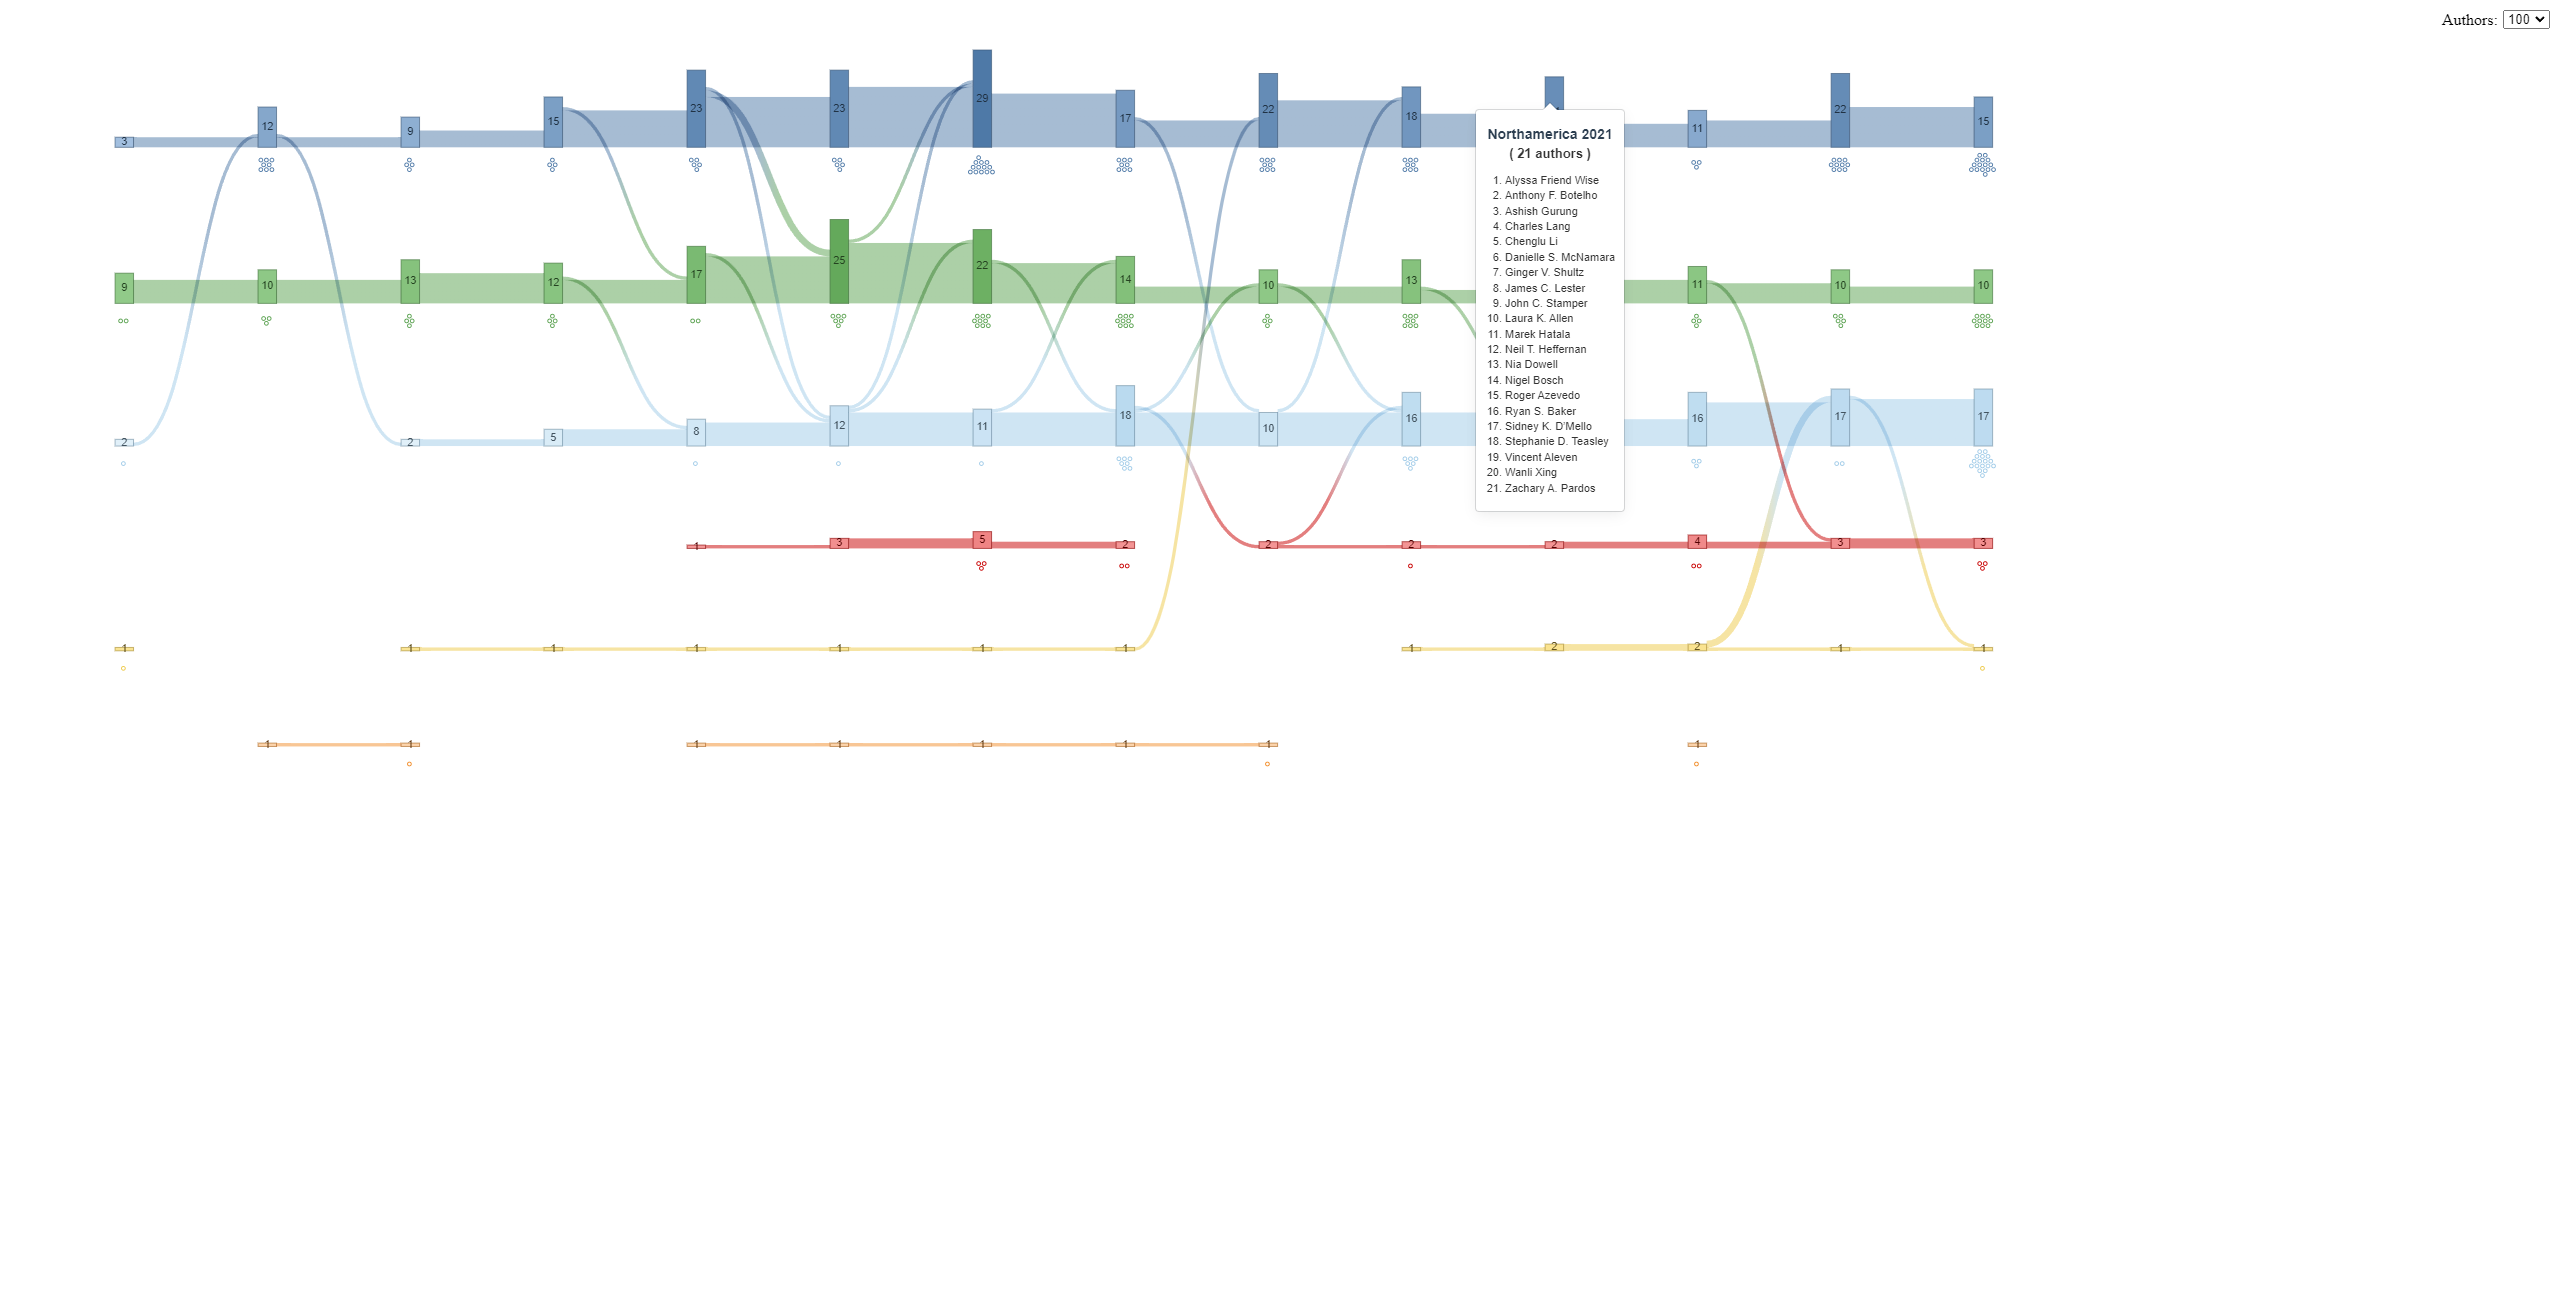 Authors: 100
3 12 9 15 23 23 29 17 22 18 11 22 15
Northamerica 2021
( 21 authors )
1. Alyssa Friend Wise
2. Anthony F. Botelho
3. Ashish Gurung
4. Charles Lang
5. Chenglu Li
6. Danielle S. McNamara
7. Ginger V. Shultz
8. James C. Lester
9. John C. Stamper
10. Laura K. Allen
11. Marek Hatala
12. Neil T. Heffernan
13. Nia Dowell
14. Nigel Bosch
15. Roger Azevedo
16. Ryan S. Baker
17. Sidney K. D'Mello
18. Stephanie D. Teasley
19. Vincent Aleven
20. Wanli Xing
21. Zachary A. Pardos
9 10 13 12 17 25 22 14 10 13 11 10 10
2 2 5 8 12 11 18 10 16 16 17 17
1 3 5 2 2 2 2 4 3 3
1 1 1 1 1 1 1 1 2 2 1 1
1 1 1 1 1 1 1 1